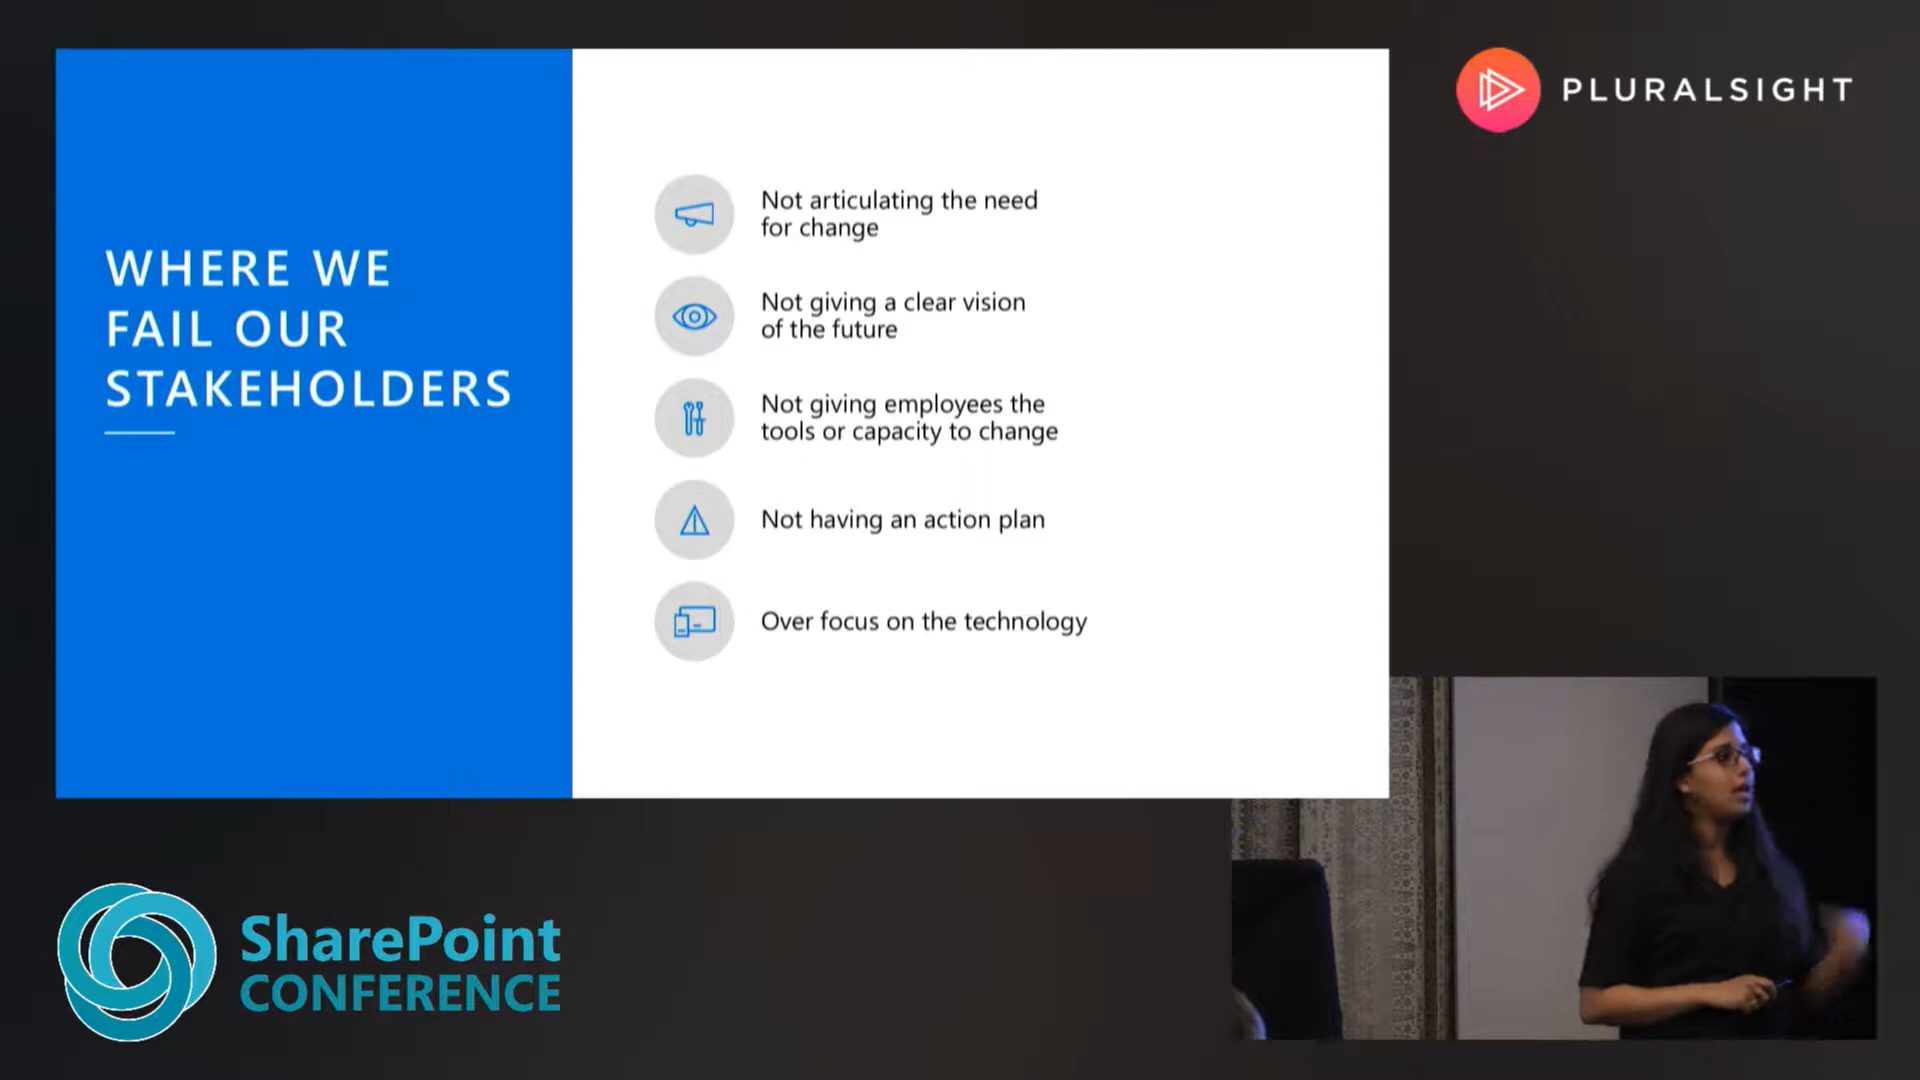 WHERE WE
FAIL OUR
STAKEHOLDERS
Not articulating the need
for change
Not giving a clear vision
of the future
Not giving employees the
tools or capacity to change
Not having an action plan
Over focus on the technology
PLURALSIGHT
SharePoint
CONFERENCE